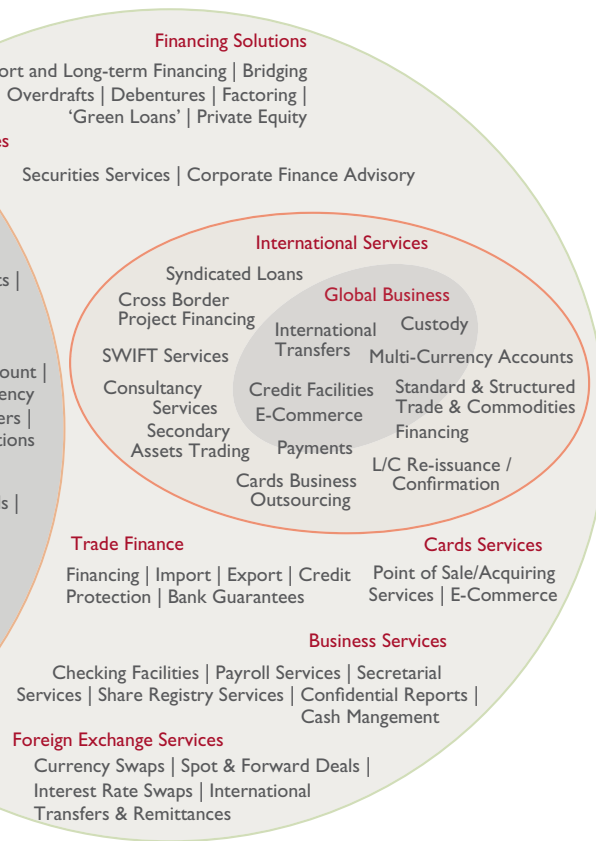 Financing Solutions
ort and Long-term Financing | Bridging
Overdrafts | Debentures | Factoring |
‘Green Loans’ | Private Equity
es
Securities Services | Corporate Finance Advisory
International Services
Syndicated Loans
Cross Border
Project Financing
SWIFT Services
Consultancy
Services
Secondary
Assets Trading
Cards Business
Outsourcing
Global Business
International
Transfers
Custody
Multi-Currency Accounts
Credit Facilities
E-Commerce
Payments
Standard & Structured
Trade & Commodities
Financing
L/C Re-issuance /
Confirmation
ts |
ount |
ency
ers |
tions
ls |
Trade Finance
Financing | Import | Export | Credit
Protection | Bank Guarantees
Cards Services
Point of Sale/Acquiring
Services | E-Commerce
Business Services
Checking Facilities | Payroll Services | Secretarial
Services | Share Registry Services | Confidential Reports |
Cash Mangement
Foreign Exchange Services
Currency Swaps | Spot & Forward Deals |
Interest Rate Swaps | International
Transfers & Remittances